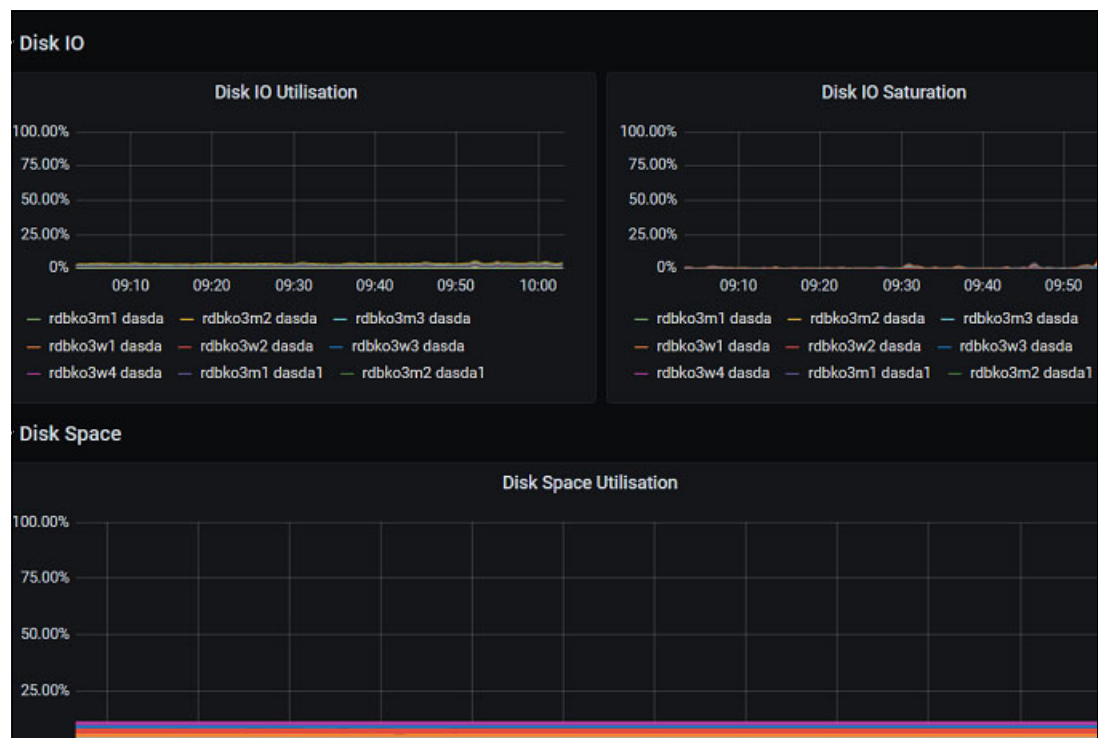 Disk IO
Disk IO Utilisation
100.00%
75.00%
50.00%
25.00%
0%
09:10 09:20 09:30 09:40 09:50 10:00
rdbko3m1 dasda rdbko3m2 dasda rdbko3m3 dasda
rdbko3w1 dasda rdbko3w2 dasda rdbko3w3 dasda
rdbko3w4 dasda rdbko3m1 dasda1 rdbko3m2 dasda1
Disk IO Saturation
100.00%
75.00%
50.00%
25.00%
0%
09:10 09:20 09:30 09:40 09:50
rdbko3m1 dasda rdbko3m2 dasda rdbko3m3 dasda
rdbko3w1 dasda rdbko3w2 dasda rdbko3w3 dasda
rdbko3w4 dasda rdbko3m1 dasda1 rdbko3m2 dasda1
Disk Space
Disk Space Utilisation
100.00%
75.00%
50.00%
25.00%